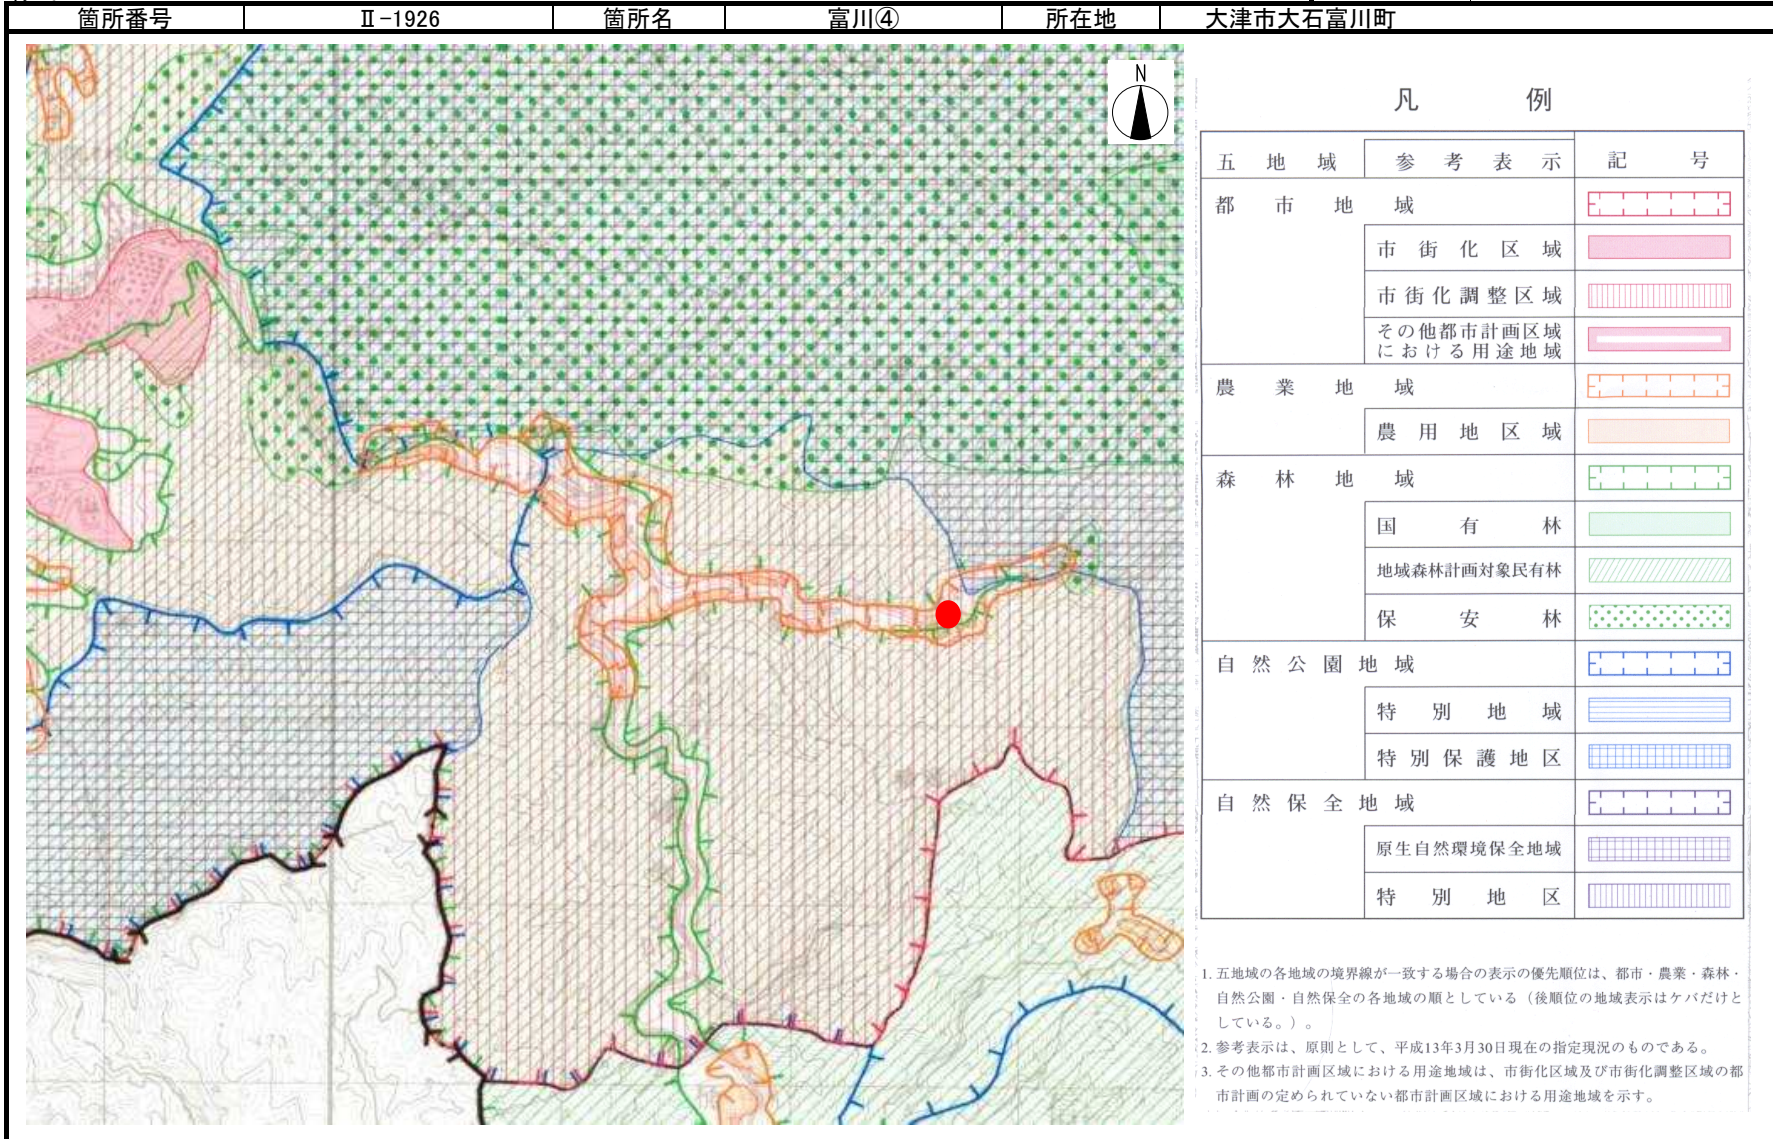 箇所番号 Ⅱ-1926 箇所名 富川④ 所在地 大津市大石富川町
N
凡 例
五地域 参考表示 記号
都市地域
市街化区域
市街化調整区域
その他都市計画区域
における用途地域
農業地域
農用地区域
森林地域
国有林
地域森林計画対象民有林
保安林
自然公園地域
特別地域
特別保護地区
自然保全地域
原生自然環境保全地域
特別地区
1. 五地域の各地域の境界線が一致する場合の表示の優先順位は、都市・農業・森林・
自然公園・自然保全の各地域の順としている（後順位の地域表示はケバだけと
している。）。
2. 参考表示は、原則として、平成13年3月30日現在の指定現況のものである。
3. その他都市計画区域における用途地域は、市街化区域及び市街化調整区域の都
市計画の定められていない都市計画区域における用途地域を示す。